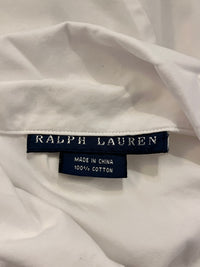 RALPH LAUREN
MADE IN CHINA
100% COTTON